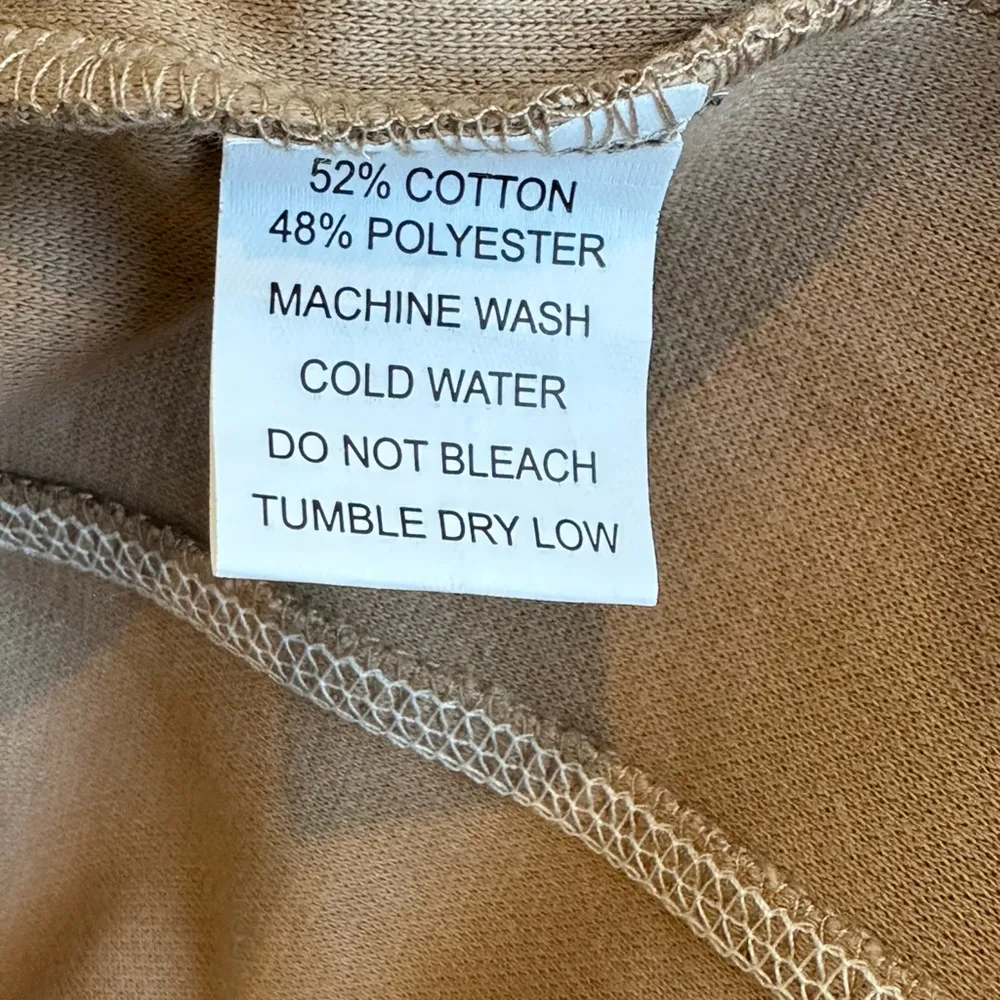 52% COTTON
48% POLYESTER
MACHINE WASH
COLD WATER
DO NOT BLEACH
TUMBLE DRY LOW